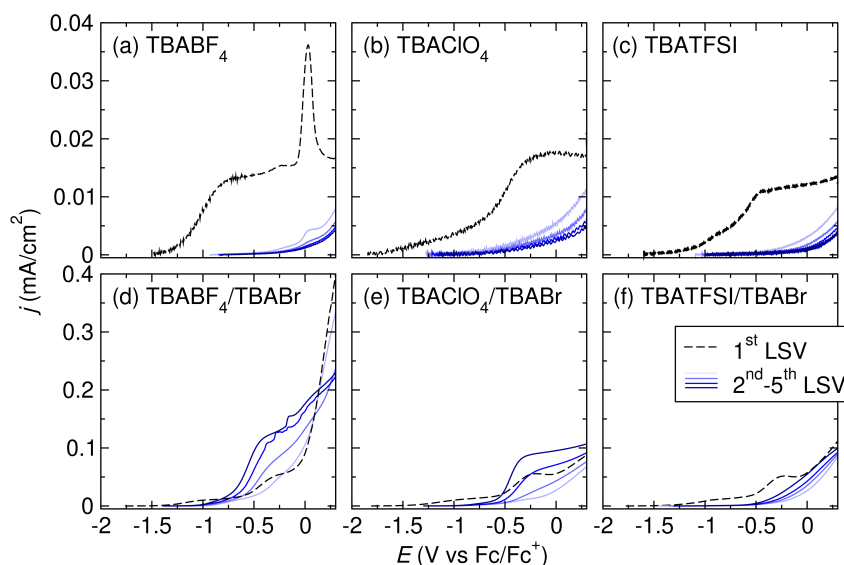 0.04
(a) TBABF4
(b) TBAClO4
(c) TBATFSI
0.03
0.02
0.01
0
j (mA/cm2)
0.4
(d) TBABF4/TBABr
(e) TBAClO4/TBABr
(f) TBATFSI/TBABr
0.3
1st LSV
2nd-5th LSV
0.2
0.1
0
-2 -1.5 -1 -0.5 0 -1.5 -1 -0.5 0 -1.5 -1 -0.5 0
E (V vs Fc/Fc+)